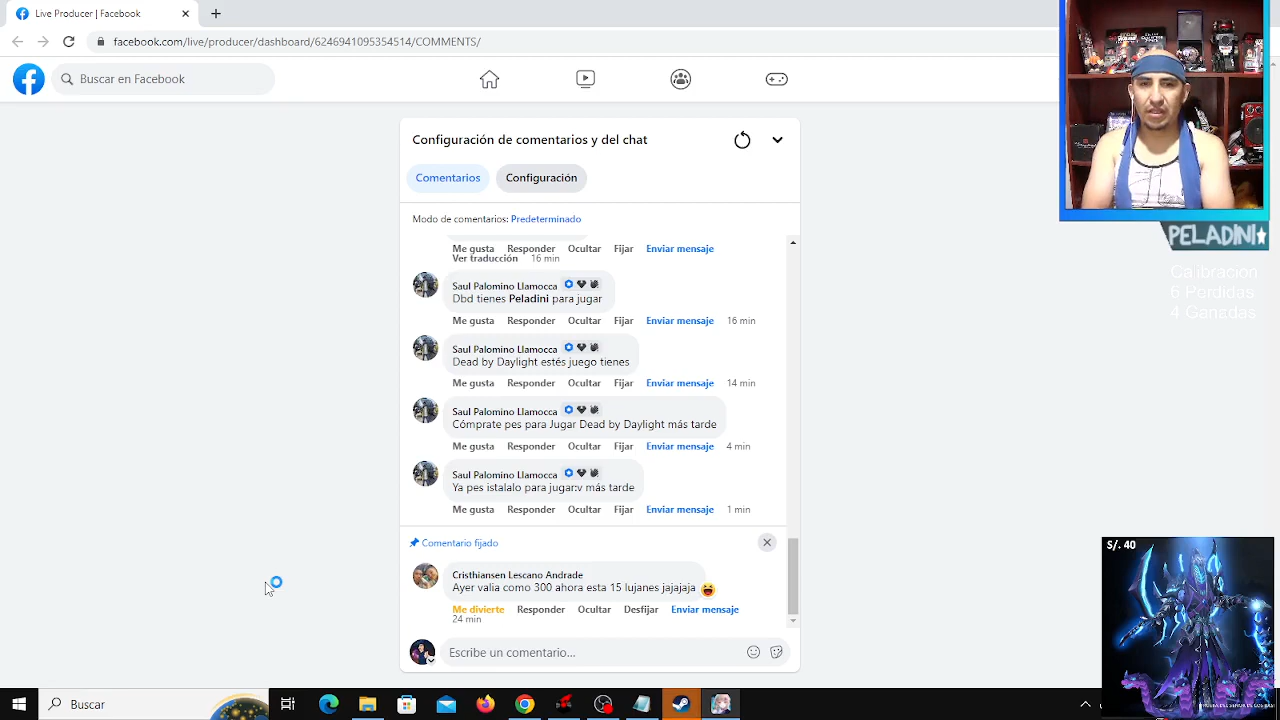 Live Producer | Facebook
facebook.com/live/producer/dashboard/6246941095354514/COMMENTS/
Buscar en Facebook
Configuración de comentarios y del chat
Comentarios Configuración
Modo de comentarios: Predeterminado
Me gusta Responder Ocultar Fijar Enviar mensaje
Ver traducción 16 min
Saul Palomino Llamocca
Dbd tienes Peladini para jugar
Me gusta Responder Ocultar Fijar Enviar mensaje 16 min
Saul Palomino Llamocca
Dead by Daylight estés juego tienes
Me gusta Responder Ocultar Fijar Enviar mensaje 14 min
Saul Palomino Llamocca
Cómprate pes para Jugar Dead by Daylight más tarde
Me gusta Responder Ocultar Fijar Enviar mensaje 4 min
Saul Palomino Llamocca
Ya pes istalalo para jugar:v más tarde
Me gusta Responder Ocultar Fijar Enviar mensaje 1 min
Comentario fijado
Cristhiansen Lescano Andrade
Ayer valia como 300 ahora esta 15 lujanes jajajaja
Me divierte Responder Ocultar Desfijar Enviar mensaje
24 min
Escribe un comentario...
PELADINI
Calibracion
6 Perdidas
4 Ganadas
S/. 40
Buscar